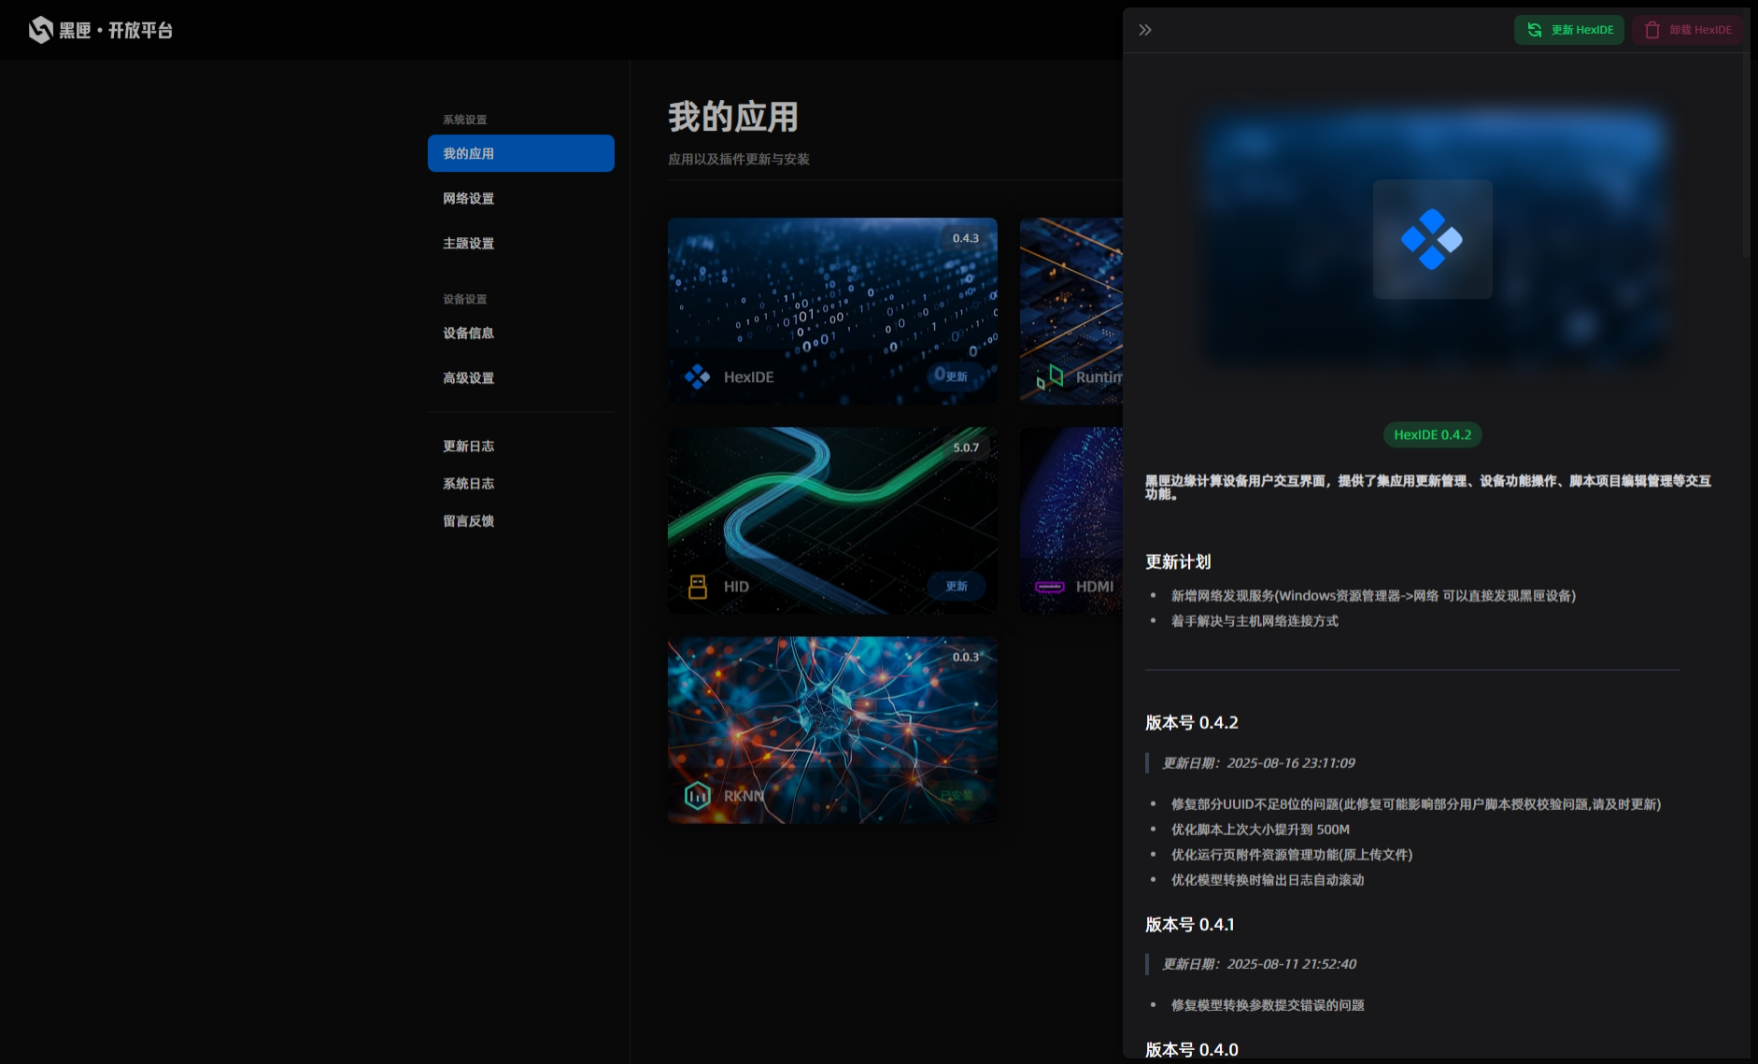 黑匣·开放平台
系统设置
我的应用
网络设置
主题设置
设备设置
设备信息
高级设置
更新日志
系统日志
留言反馈
我的应用
应用以及插件更新与安装
0.4.3
HexIDE
更新
Runtim
5.0.7
HID
更新
HDMI
0.0.3
RKNN
已安装
更新 HexIDE
卸载 HexIDE
HexIDE 0.4.2
黑匣边缘计算设备用户交互界面，提供了集应用更新管理、设备功能操作、脚本项目编辑管理等交互
功能。
更新计划
• 新增网络发现服务(Windows资源管理器->网络 可以直接发现黑匣设备)
• 着手解决与主机网络连接方式
版本号 0.4.2
更新日期：2025-08-16 23:11:09
• 修复部分UUID不足8位的问题(此修复可能影响部分用户脚本授权校验问题,请及时更新)
• 优化脚本上次大小提升到 500M
• 优化运行页附件资源管理功能(原上传文件)
• 优化模型转换时输出日志自动滚动
版本号 0.4.1
更新日期：2025-08-11 21:52:40
• 修复模型转换参数提交错误的问题
版本号 0.4.0